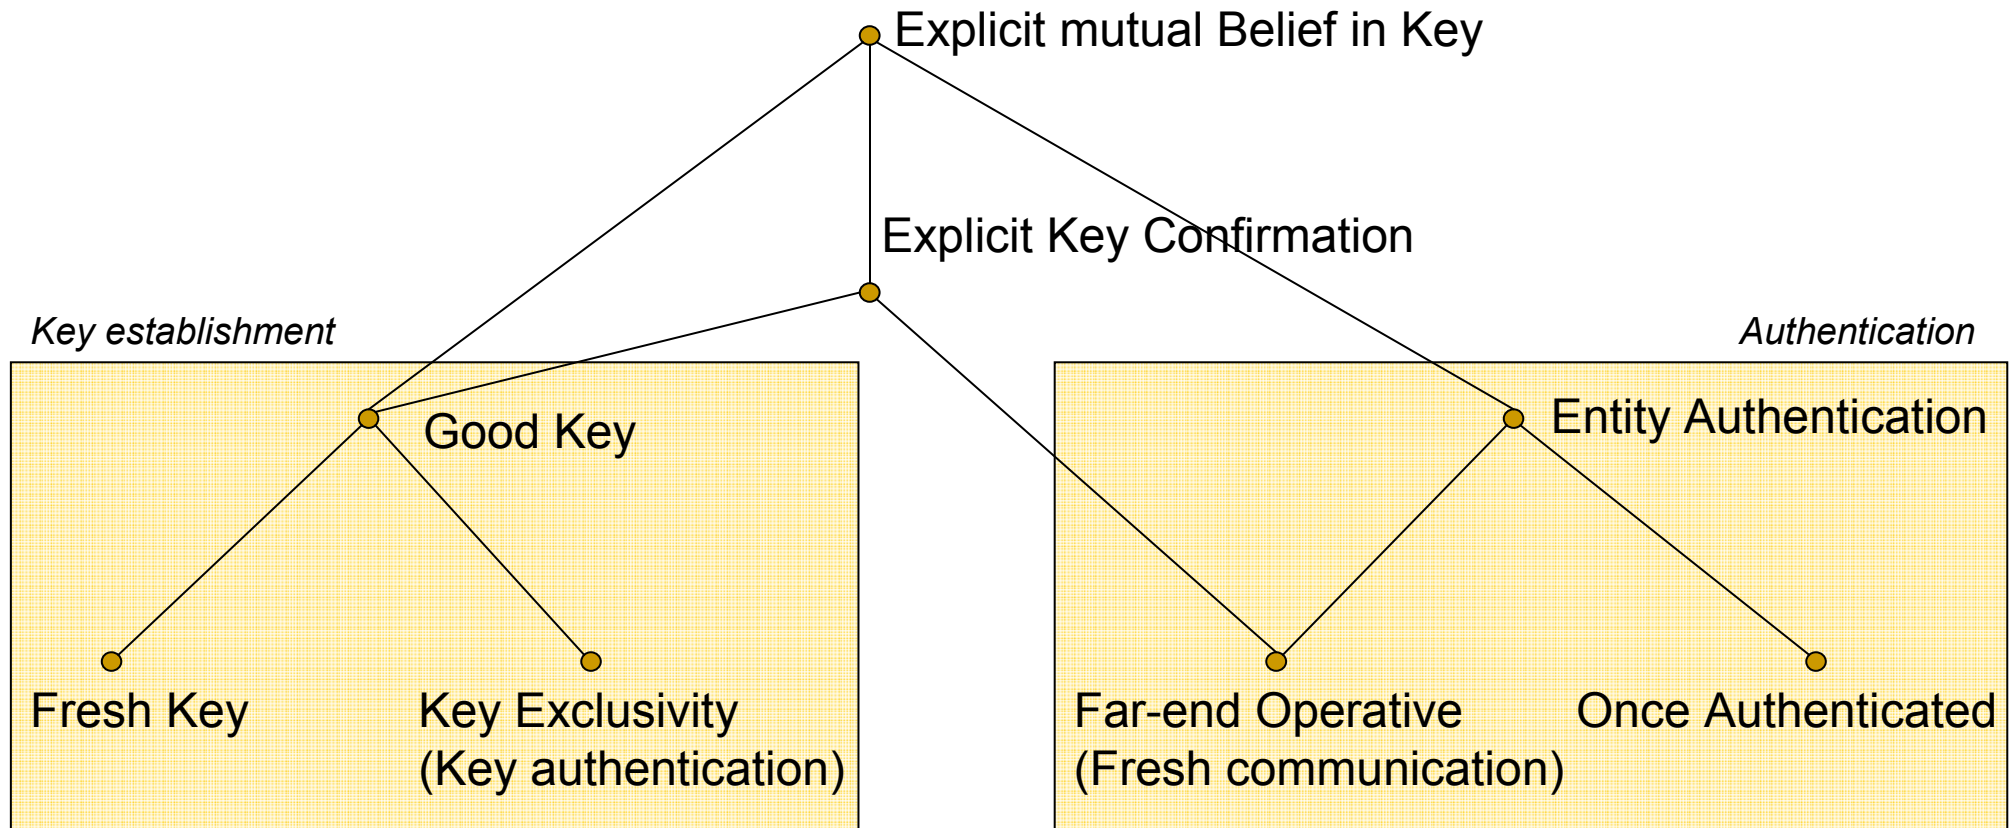 Explicit mutual Belief in Key
Explicit Key Confirmation
Key establishment
Authentication
Good Key
Entity Authentication
Fresh Key
Key Exclusivity
(Key authentication)
Far-end Operative
(Fresh communication)
Once Authenticated